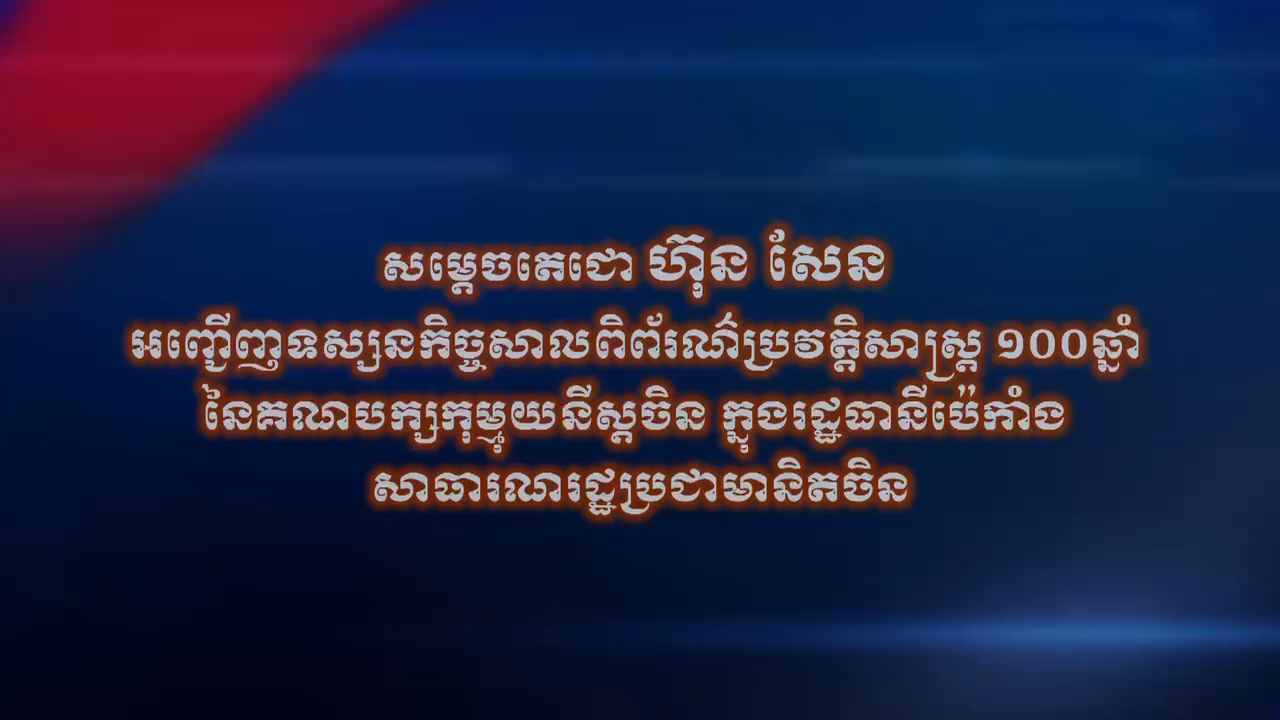 សម្ដេចតេជោ ហ៊ុន សែន
អញ្ជើញទស្សនកិច្ចសាលពិព័រណ៍ប្រវត្តិសាស្ត្រ ១០០ឆ្នាំ
នៃគណបក្សកុម្មុយនីស្តចិន ក្នុងរដ្ឋធានីប៉េកាំង
សាធារណរដ្ឋប្រជាមានិតចិន